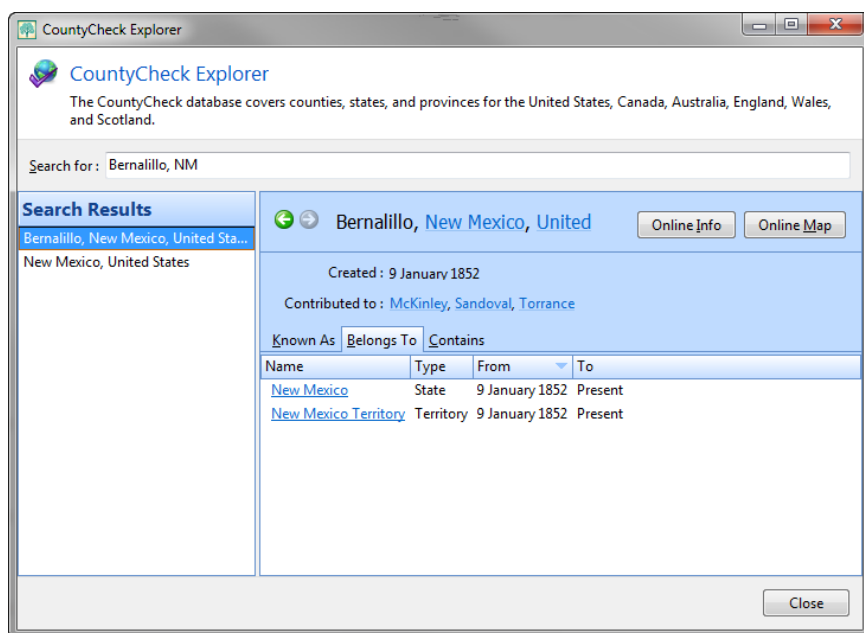 CountyCheck Explorer
CountyCheck Explorer
The CountyCheck database covers counties, states, and provinces for the United States, Canada, Australia, England, Wales,
and Scotland.
Search for : Bernalillo, NM
Search Results
Bernalillo, New Mexico, United Sta...
New Mexico, United States
Bernalillo, New Mexico, United
Online Info
Online Map
Created : 9 January 1852
Contributed to : McKinley, Sandoval, Torrance
Known As Belongs To Contains
Name Type From To
New Mexico State 9 January 1852 Present
New Mexico Territory Territory 9 January 1852 Present
Close